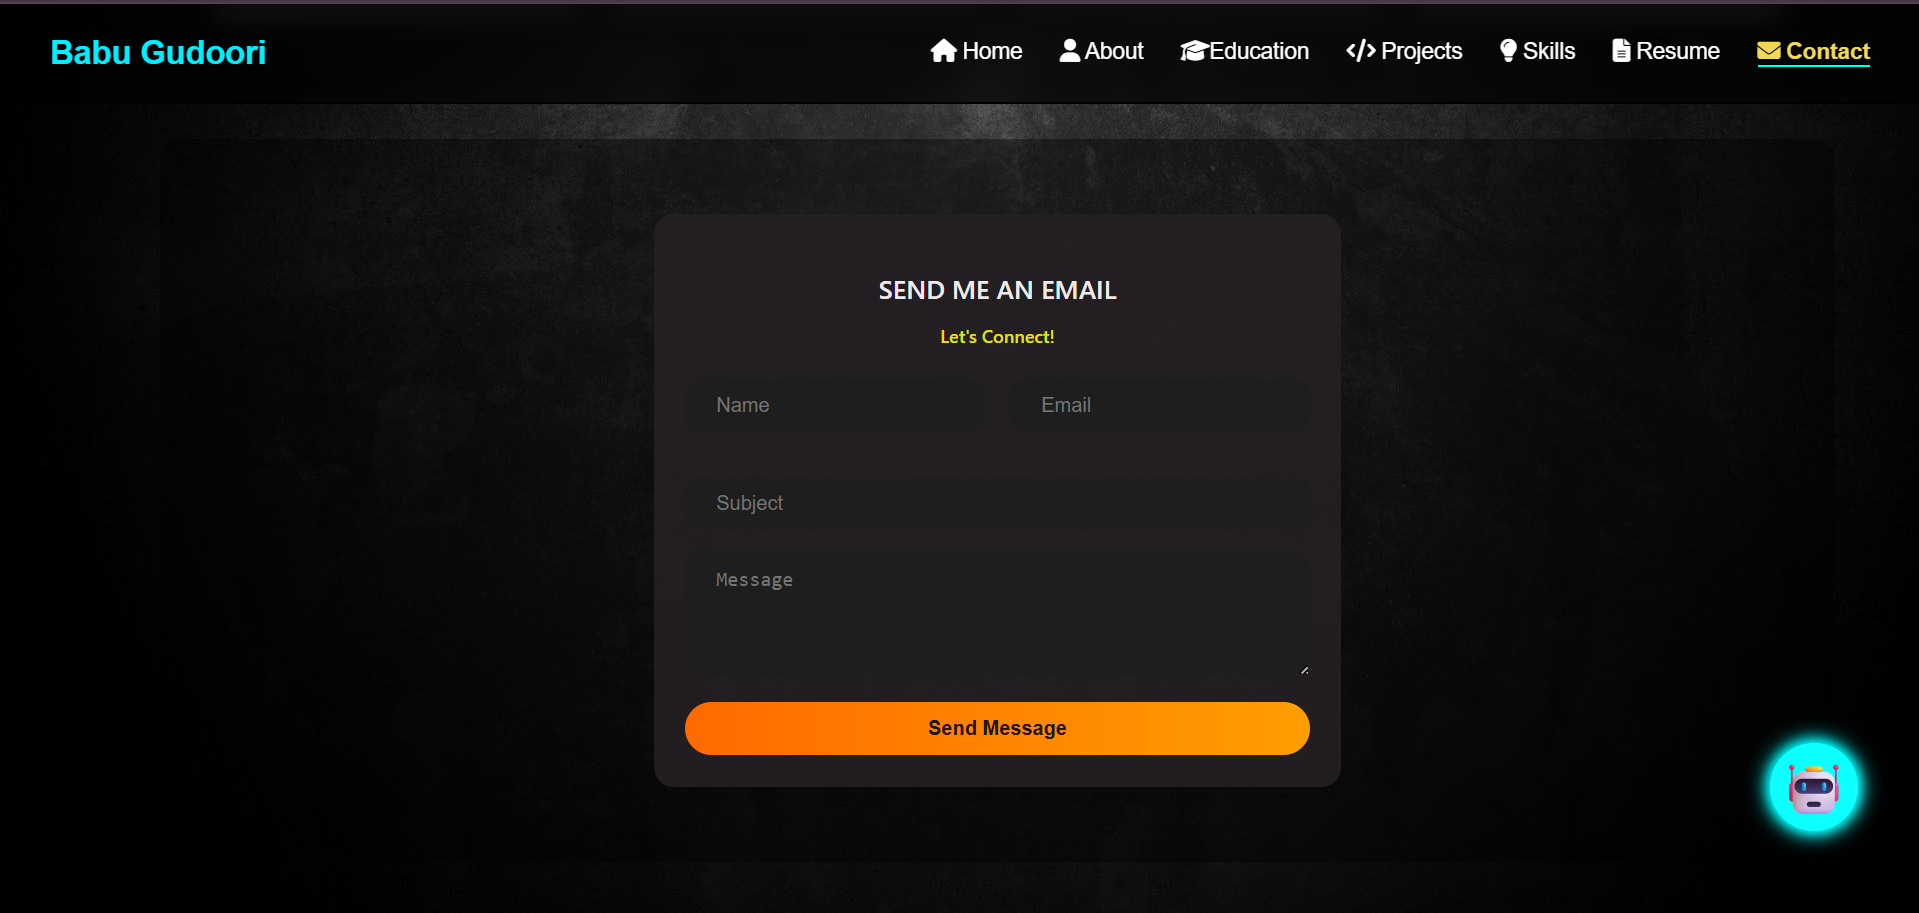 Babu Gudoori
Home About Education Projects Skills Resume Contact
SEND ME AN EMAIL
Let's Connect!
Name Email
Subject
Message
Send Message